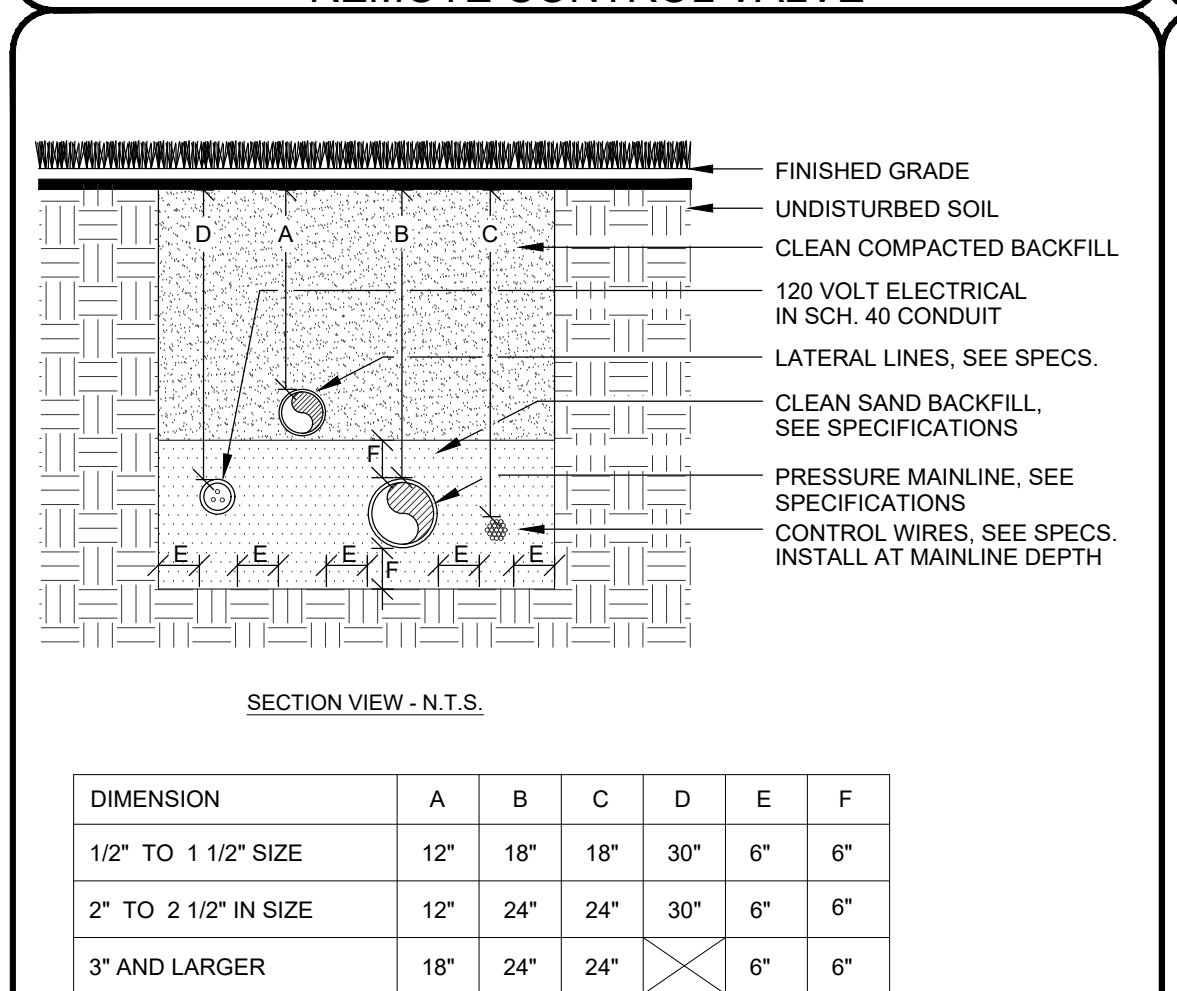 REMOTE CONTROL VALVE
FINISHED GRADE
UNDISTURBED SOIL
D A B C
CLEAN COMPACTED BACKFILL
120 VOLT ELECTRICAL
IN SCH. 40 CONDUIT
LATERAL LINES, SEE SPECS.
CLEAN SAND BACKFILL,
SEE SPECIFICATIONS
F
PRESSURE MAINLINE, SEE
SPECIFICATIONS
CONTROL WIRES, SEE SPECS.
INSTALL AT MAINLINE DEPTH
E E E E E
F
SECTION VIEW - N.T.S.
DIMENSION A B C D E F
1/2" TO 1 1/2" SIZE 12" 18" 18" 30" 6" 6"
2" TO 2 1/2" IN SIZE 12" 24" 24" 30" 6" 6"
3" AND LARGER 18" 24" 24" 6" 6"